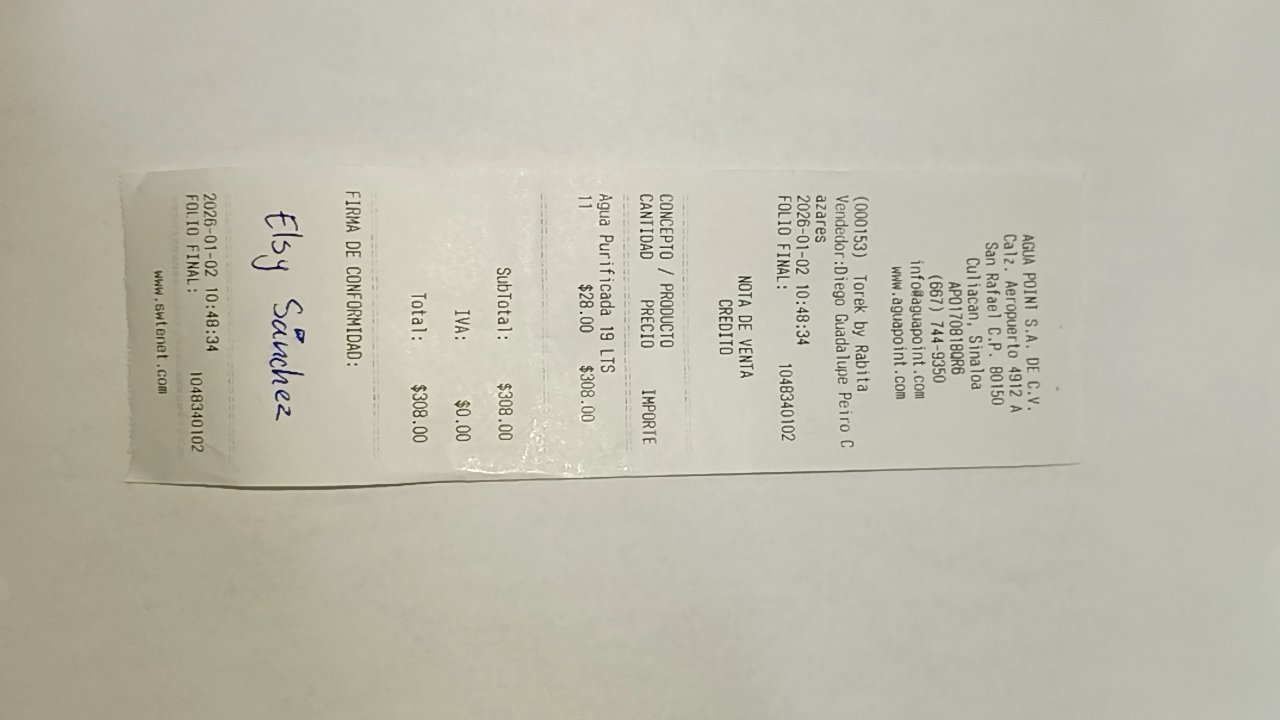 AGUA POINT S.A. DE C.V.
Calz. Aeropuerto 4912 A
San Rafael C.P. 80150
Culiacan, Sinaloa
APO170818QR6
(667) 744-9350
info@aguapoint.com
www.aguapoint.com
(000153) Torek by Rabita
Vendedor:Diego Guadalupe Peiro C
azares
2026-01-02 10:48:34 1048340102
FOLIO FINAL:
NOTA DE VENTA
CREDITO
CONCEPTO / PRODUCTO
CANTIDAD PRECIO IMPORTE
Agua Purificada 19 LTS
11 $28.00 $308.00
SubTotal: $308.00
IVA: $0.00
Total: $308.00
FIRMA DE CONFORMIDAD:
Elsy Sánchez
2026-01-02 10:48:34
FOLIO FINAL: 1048340102
www.ewtenet.com